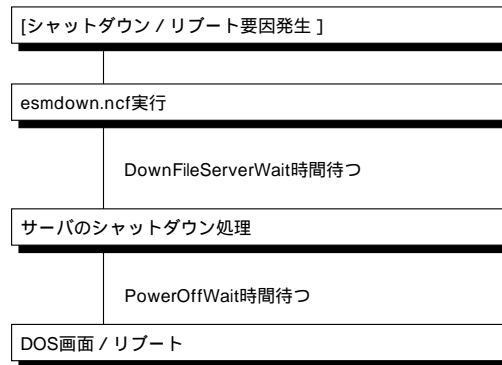 [シャットダウン / リブート要因発生 ]
esmdown.ncf実行
DownFileServerWait時間待つ
サーバのシャットダウン処理
PowerOffWait時間待つ
DOS画面 / リブート